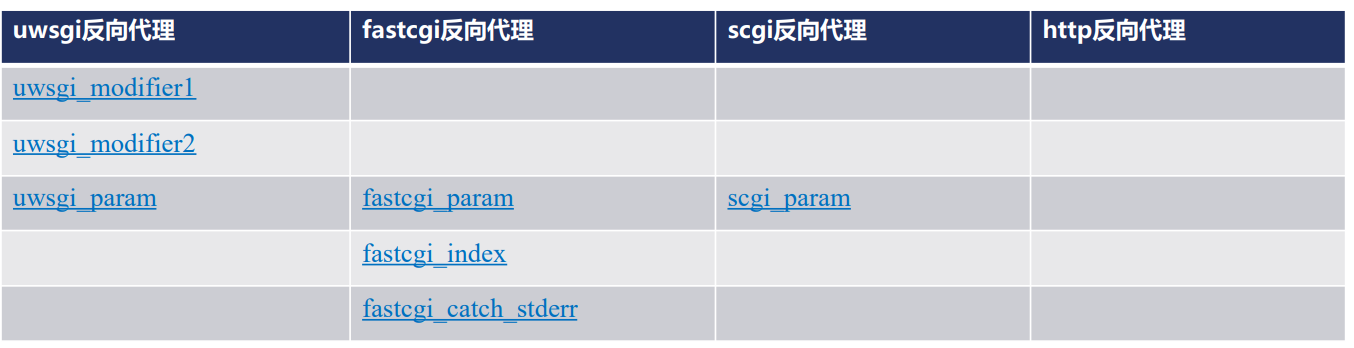 uwsgi反向代理 fastcgi反向代理 scgi反向代理 http反向代理
uwsgi_modifier1
uwsgi_modifier2
uwsgi_param fastcgi_param scgi_param
fastcgi_index
fastcgi_catch_stderr